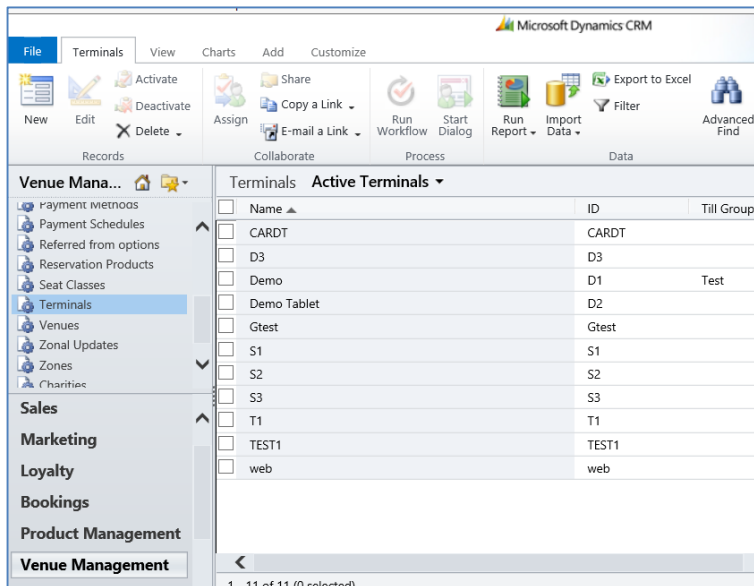 Microsoft Dynamics CRM
File Terminals View Charts Add Customize
New
Edit
Activate
Deactivate
Delete
Records
Assign
Share
Copy a Link
E-mail a Link
Collaborate
Run Workflow
Start Dialog
Process
Run Report
Import Data
Export to Excel
Filter
Advanced Find
Data
Venue Mana...
Payment Methods
Payment Schedules
Referred from options
Reservation Products
Seat Classes
Terminals
Venues
Zonal Updates
Zones
Charities
Sales
Marketing
Loyalty
Bookings
Product Management
Venue Management
Terminals Active Terminals
Name ID Till Group
CARDT CARDT
D3 D3
Demo D1 Test
Demo Tablet D2
Gtest Gtest
S1 S1
S2 S2
S3 S3
T1 T1
TEST1 TEST1
web web
1 - 11 of 11 (0 selected)